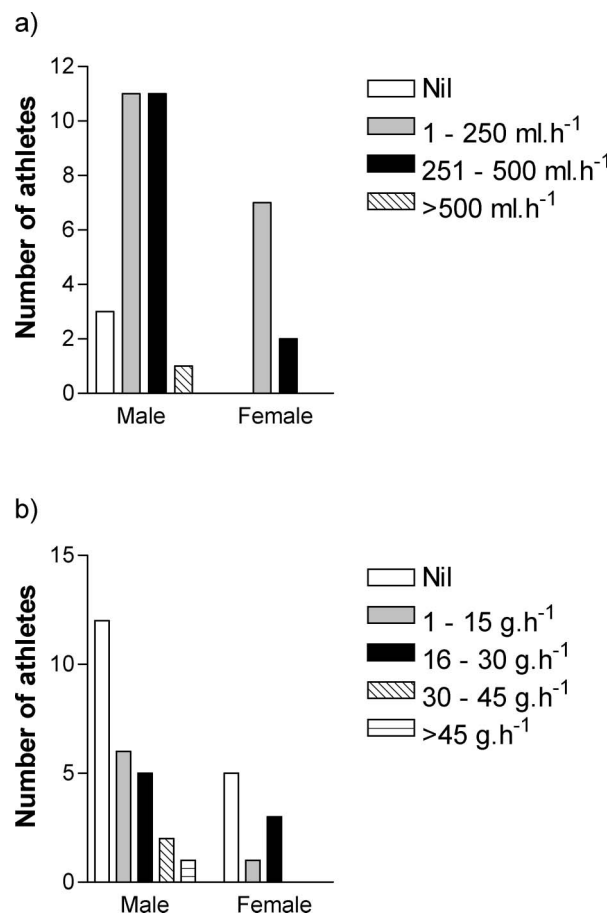 a)
12
10
8
6
4
2
0
Number of athletes
Male
Female
Nil
1 - 250 ml.h⁻¹
251 - 500 ml.h⁻¹
>500 ml.h⁻¹
b)
15
10
5
0
Number of athletes
Male
Female
Nil
1 - 15 g.h⁻¹
16 - 30 g.h⁻¹
30 - 45 g.h⁻¹
>45 g.h⁻¹